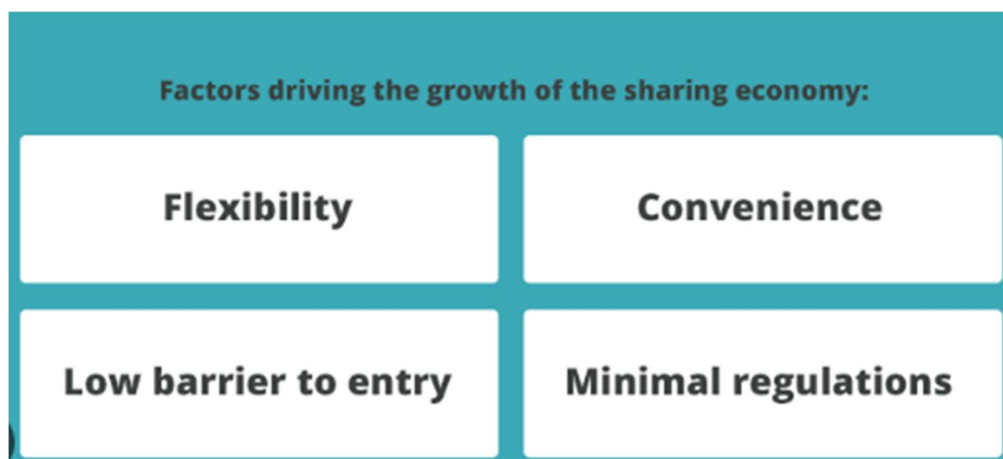 Factors driving the growth of the sharing economy:
Flexibility
Convenience
Low barrier to entry
Minimal regulations